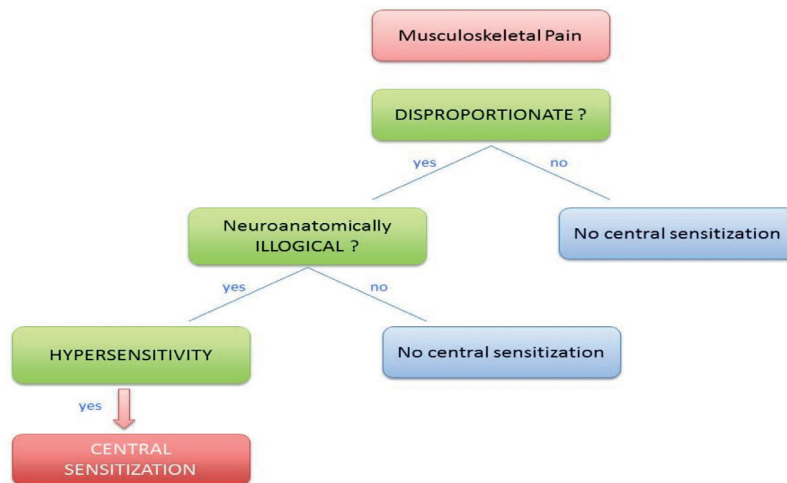 Musculoskeletal Pain
DISPROPORTIONATE ?
yes
no
Neuroanatomically
ILLOGICAL ?
No central sensitization
yes
no
HYPERSENSITIVITY
No central sensitization
yes
CENTRAL
SENSITIZATION